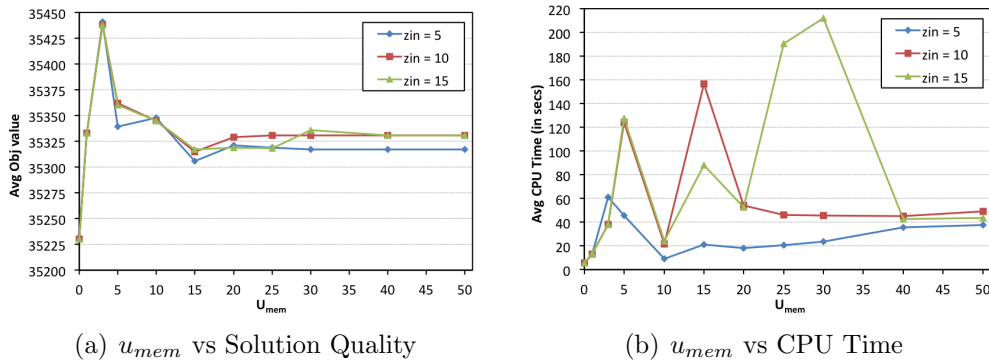 35450
35425
35400
35375
35350
35325
35300
35275
35250
35225
35200
Avg Obj value
0 5 10 15 20 25 30 35 40 45 50
Umem
zin = 5
zin = 10
zin = 15
(a) umem vs Solution Quality
220
200
180
160
140
120
100
80
60
40
20
0
Avg CPU Time (in secs)
0 5 10 15 20 25 30 35 40 45 50
Umem
zin = 5
zin = 10
zin = 15
(b) umem vs CPU Time